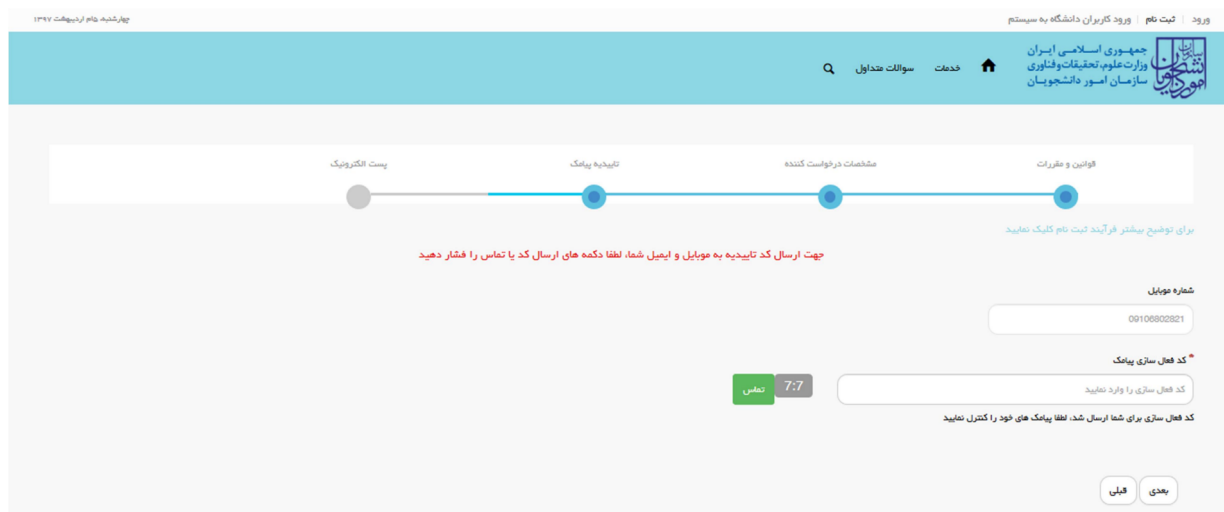 ورود | ثبت نام | ورود کاربران دانشگاه به سیستم
چهارشنبه، ۵ام اردیبهشت ۱۳۹۷
سازمان امور دانشجویان
جمهوری اسلامی ایران
وزارت علوم، تحقیقات و فناوری
سازمان امور دانشجویان
خدمات سوالات متداول
قوانین و مقررات
مشخصات درخواست کننده
تاییدیه پیامک
پست الکترونیک
برای توضیح بیشتر فرآیند ثبت نام کلیک نمایید
جهت ارسال کد تاییدیه به موبایل و ایمیل شما، لطفا دکمه های ارسال کد یا تماس را فشار دهید
شماره موبایل
09106802821
* کد فعال سازی پیامک
کد فعال سازی را وارد نمایید
7:7 تماس
کد فعال سازی برای شما ارسال شد، لطفا پیامک های خود را کنترل نمایید
بعدی قبلی